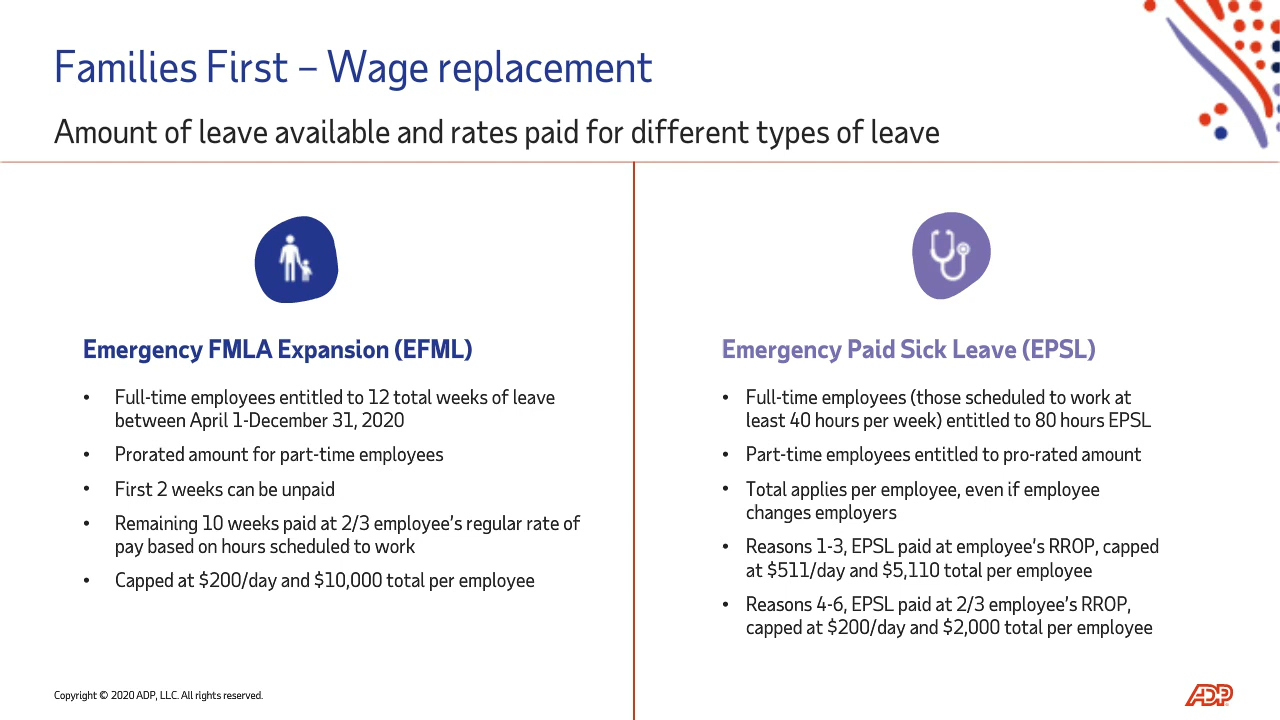 Families First – Wage replacement
Amount of leave available and rates paid for different types of leave
Emergency FMLA Expansion (EFML)
• Full-time employees entitled to 12 total weeks of leave
between April 1-December 31, 2020
• Prorated amount for part-time employees
• First 2 weeks can be unpaid
• Remaining 10 weeks paid at 2/3 employee's regular rate of
pay based on hours scheduled to work
• Capped at $200/day and $10,000 total per employee
Emergency Paid Sick Leave (EPSL)
• Full-time employees (those scheduled to work at
least 40 hours per week) entitled to 80 hours EPSL
• Part-time employees entitled to pro-rated amount
• Total applies per employee, even if employee
changes employers
• Reasons 1-3, EPSL paid at employee's RROP, capped
at $511/day and $5,110 total per employee
• Reasons 4-6, EPSL paid at 2/3 employee's RROP,
capped at $200/day and $2,000 total per employee
Copyright © 2020 ADP, LLC. All rights reserved.
ADP